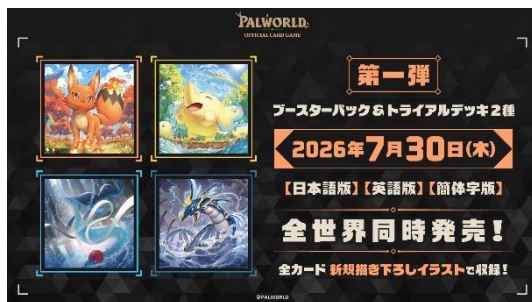 PALWORLD
OFFICIAL CARD GAME
第一弾
ブースターパック&トライアルデッキ2種
2026年7月30日(木)
【日本語版】【英語版】【簡体字版】
全世界同時発売!
全カード 新規描き下ろしイラストで収録!
©PALWORLD